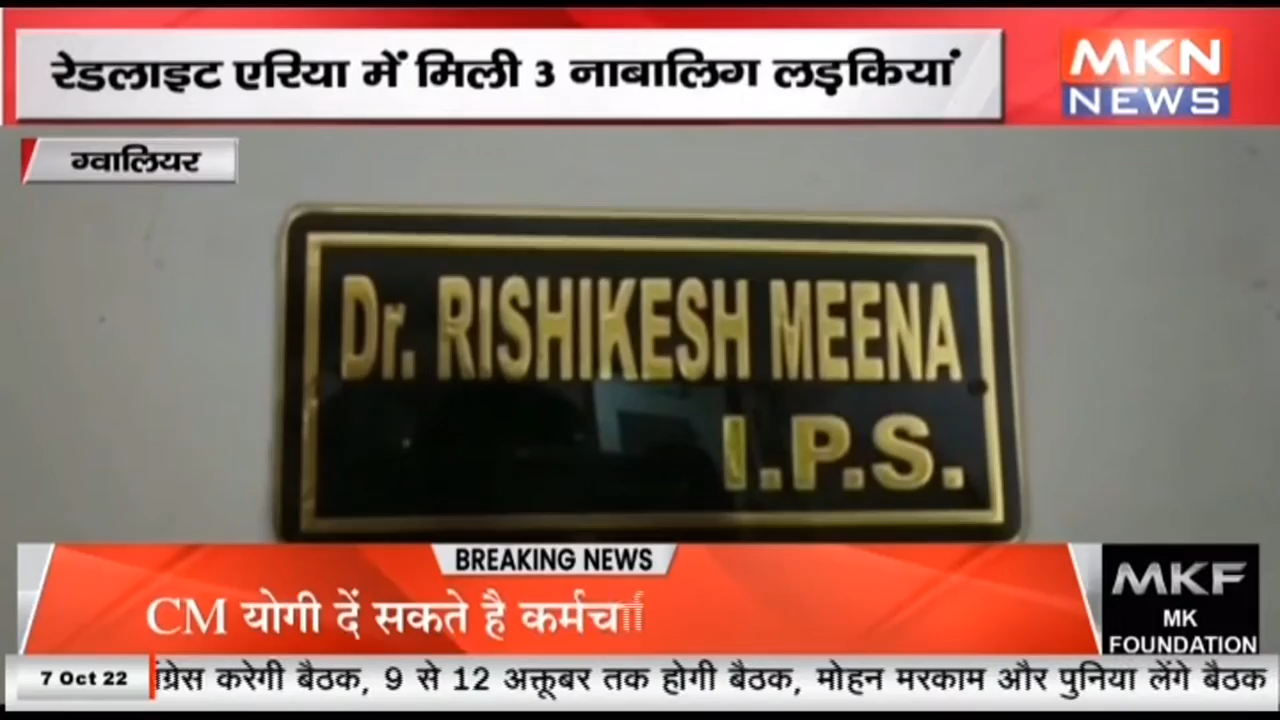 रेडलाइट एरिया में मिली 3 नाबालिग लड़कियां
MKN
NEWS
ग्वालियर
Dr. RISHIKESH MEENA
I.P.S.
BREAKING NEWS
CM योगी दें सकते है
MKF
MK
FOUNDATION
7 Oct 22
करेगी बैठक, 9 से 12 अक्टूबर तक होगी बैठक, मोहन मरकाम और पुनिया लेंगे बैठक